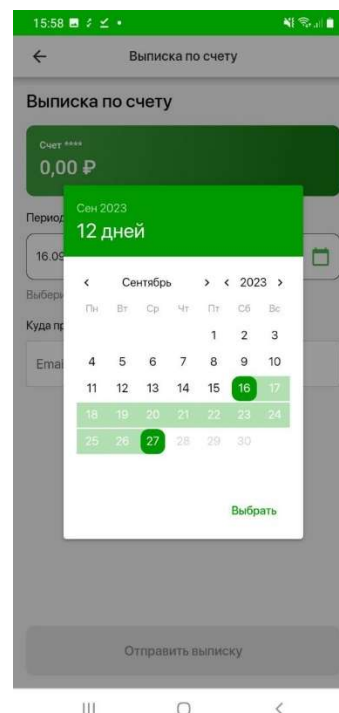 15:58
Выписка по счету
Выписка по счету
Счет ****
0,00 ₽
Период
16.09
Выбери
Куда пр
Emai
Сен 2023
12 дней
Сентябрь 2023
Пн Вт Ср Чт Пт Сб Вс
1 2 3
4 5 6 7 8 9 10
11 12 13 14 15 16 17
18 19 20 21 22 23 24
25 26 27 28 29 30
Выбрать
Отправить выписку